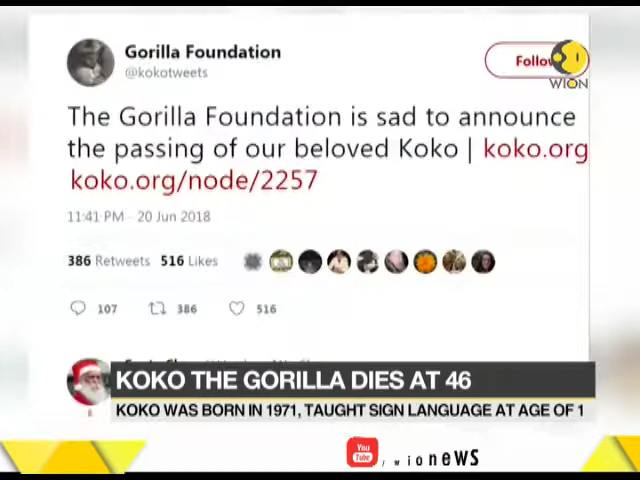 Gorilla Foundation
@kokotweets
Follow
WION
The Gorilla Foundation is sad to announce
the passing of our beloved Koko | koko.org
koko.org/node/2257
11:41 PM - 20 Jun 2018
386 Retweets 516 Likes
107 386 516
KOKO THE GORILLA DIES AT 46
KOKO WAS BORN IN 1971, TAUGHT SIGN LANGUAGE AT AGE OF 1
You
Tube
/wionews